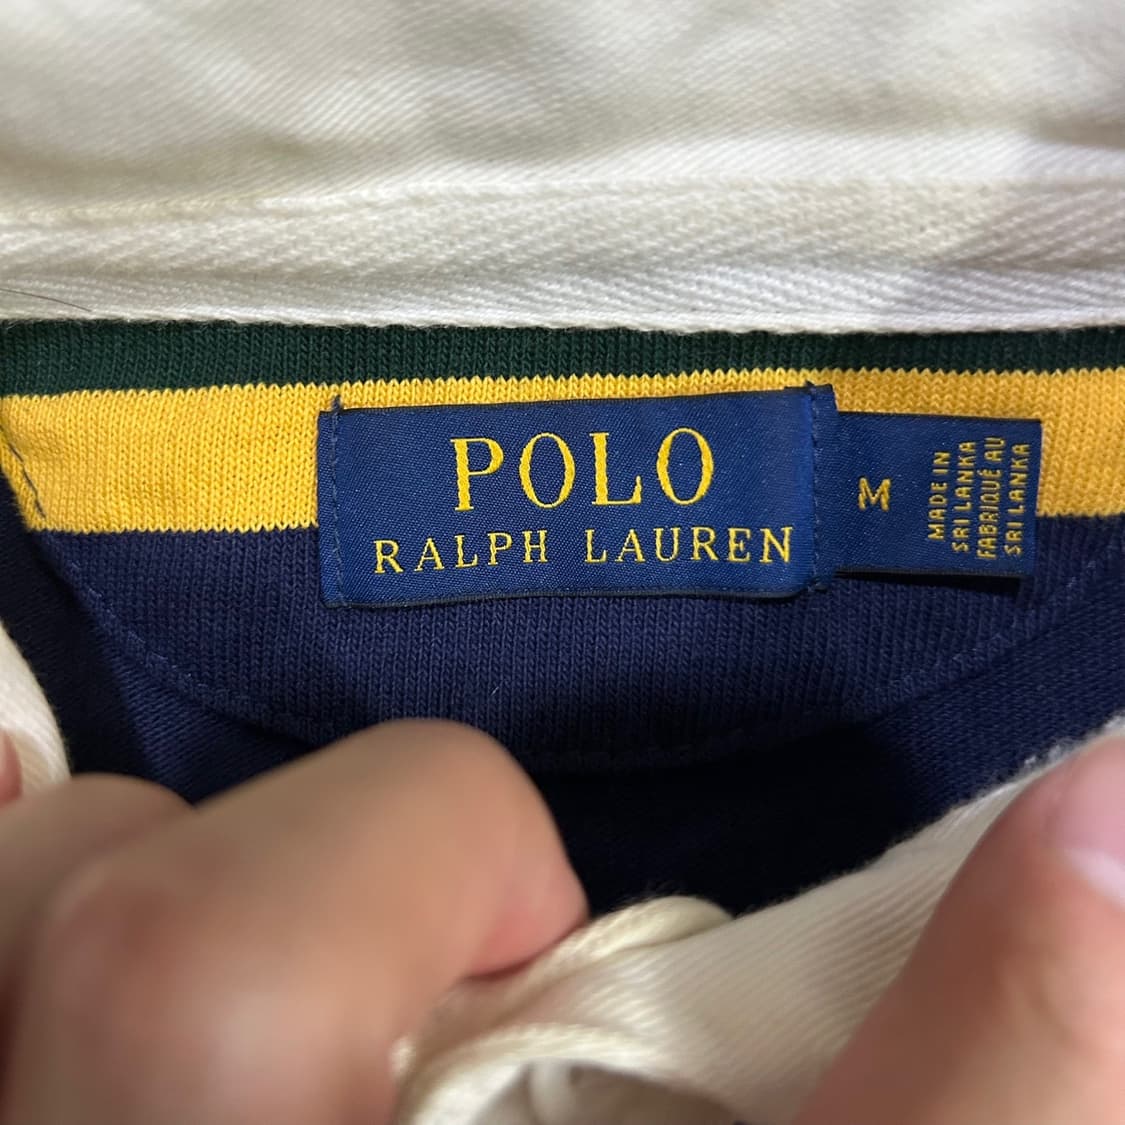 POLO
RALPH LAUREN
M
MADE IN
SRI LANKA
FABRIQUÉ AU
SRI LANKA